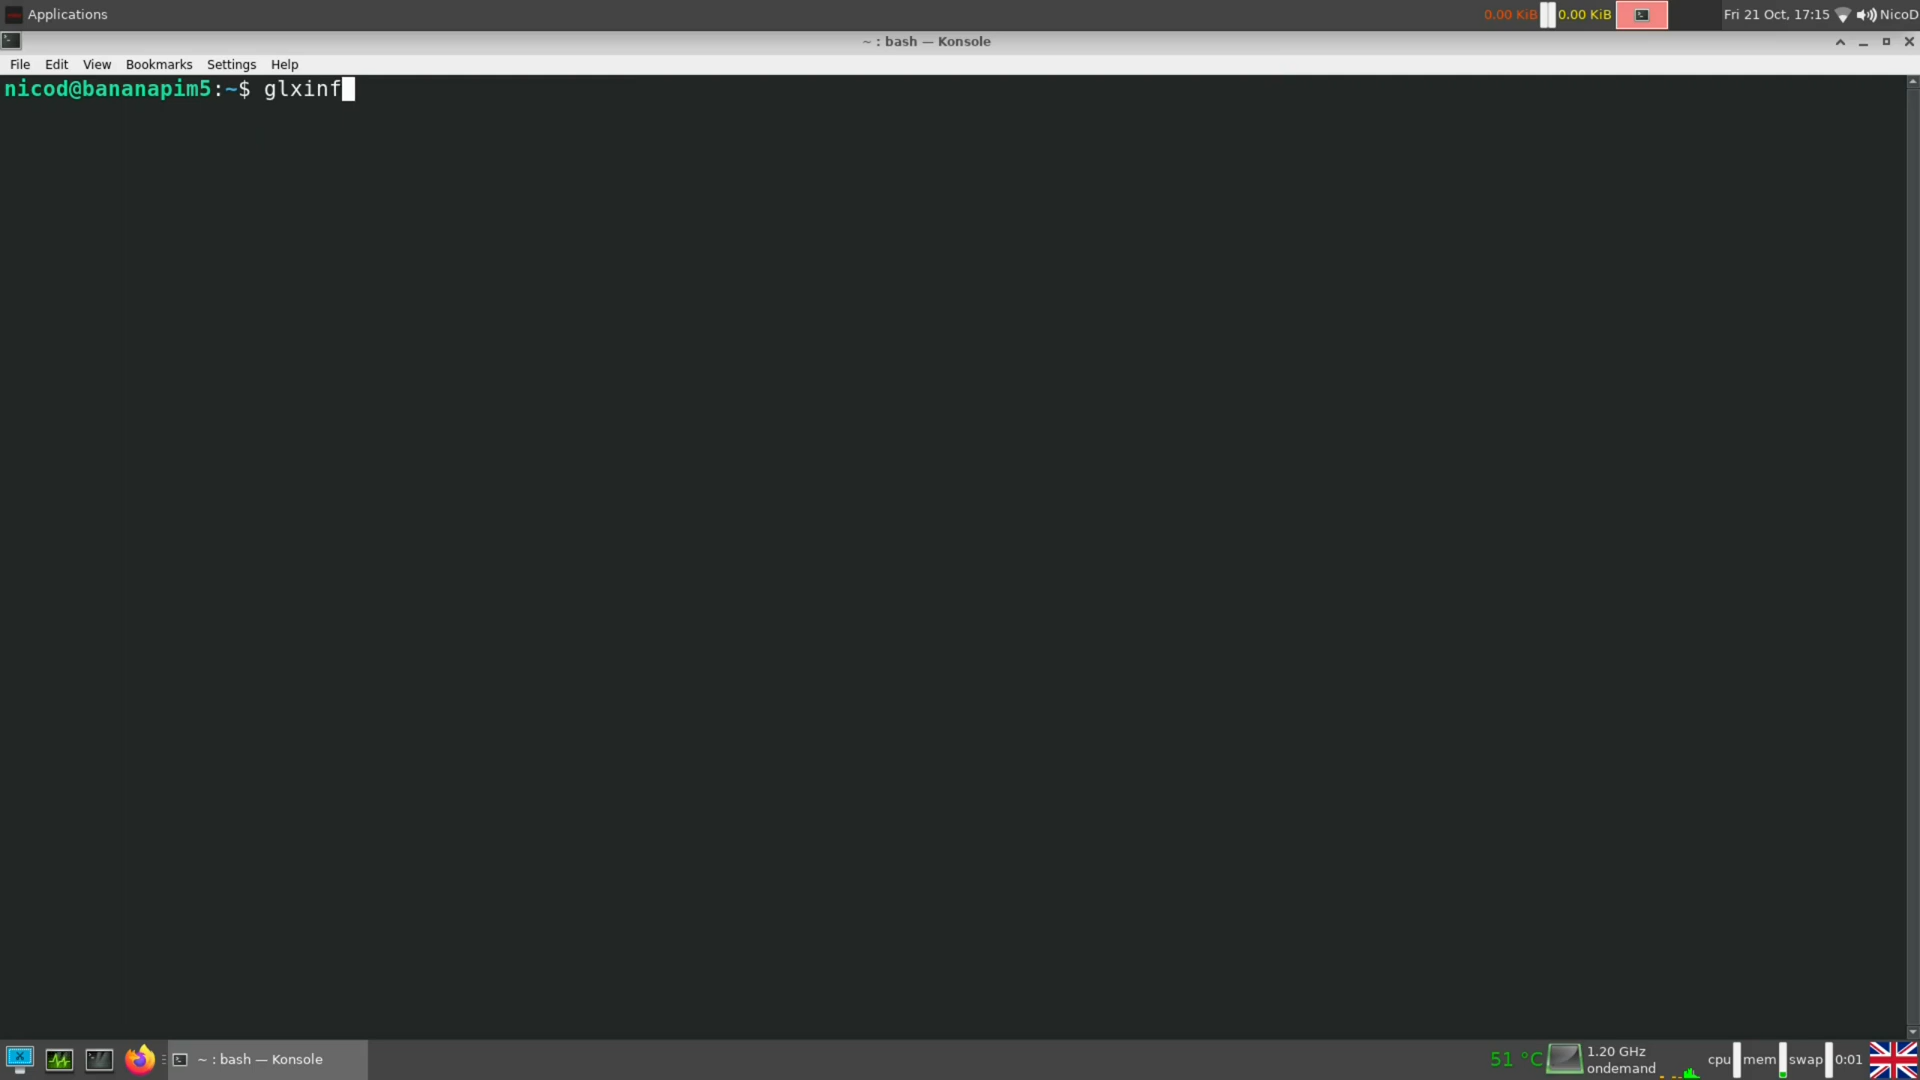 Applications 0.00 KiB 0.00 KiB Fri 21 Oct, 17:15 NicoD
~ : bash — Konsole
File Edit View Bookmarks Settings Help
nicod@bananapim5:~$ glxinf
~ : bash — Konsole 51 °C 1.20 GHz cpu mem swap 0:01
ondemand